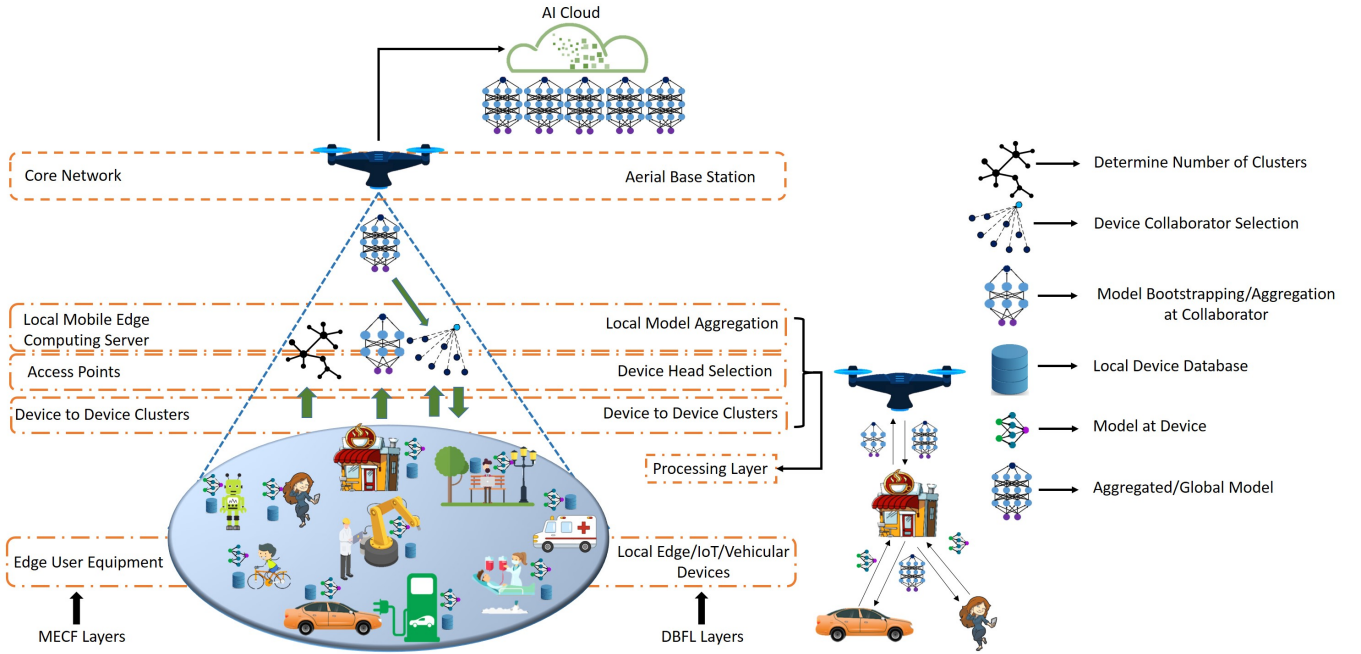 AI Cloud
Core Network
Aerial Base Station
Local Mobile Edge
Computing Server
Local Model Aggregation
Access Points
Device Head Selection
Device to Device Clusters
Device to Device Clusters
Processing Layer
Edge User Equipment
Local Edge/IoT/Vehicular
Devices
MECF Layers
DBFL Layers
Determine Number of Clusters
Device Collaborator Selection
Model Bootstrapping/Aggregation
at Collaborator
Local Device Database
Model at Device
Aggregated/Global Model